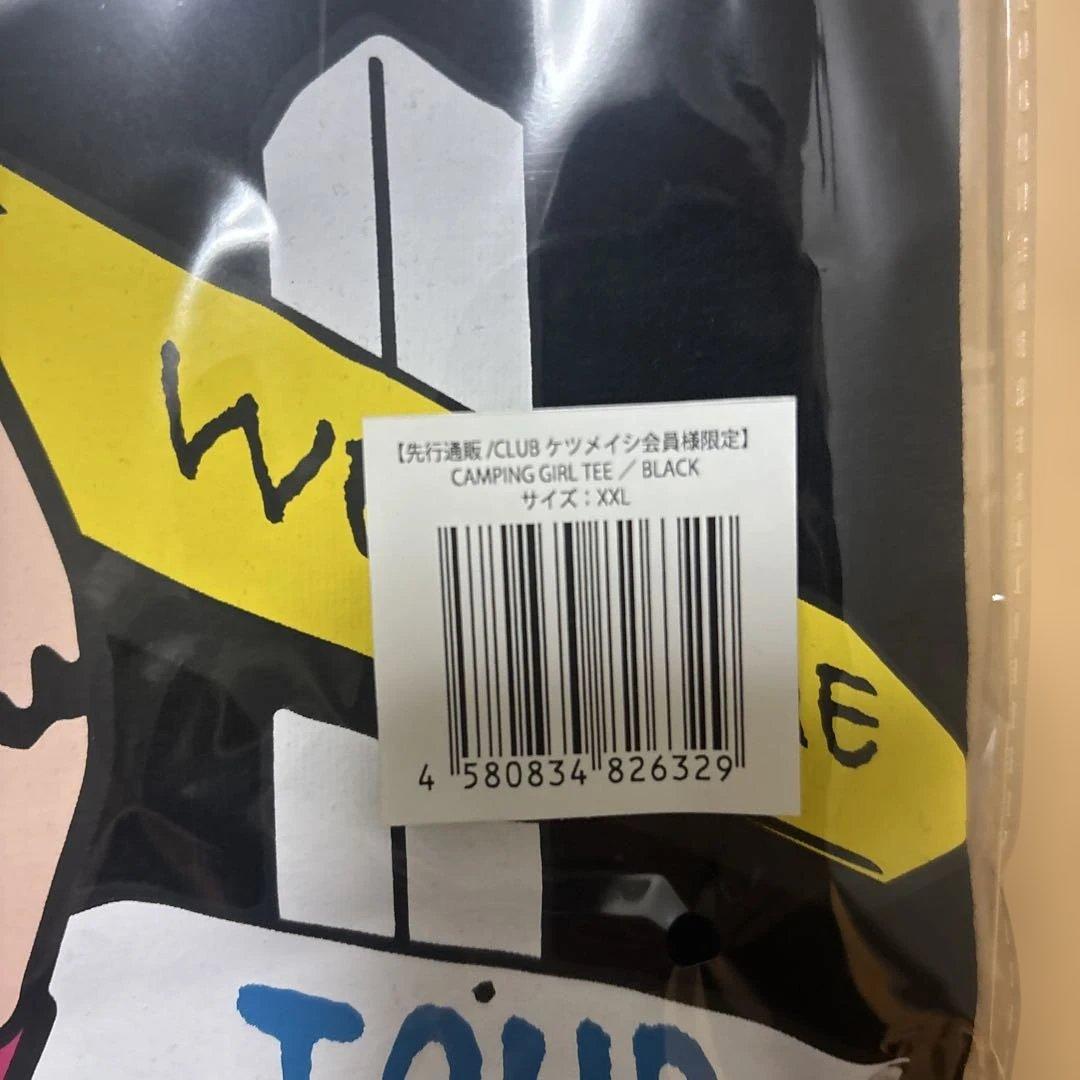 【先行通販/CLUB ケツメイシ会員様限定】
CAMPING GIRL TEE／BLACK
サイズ：XXL
4 580834 826329
TOUR